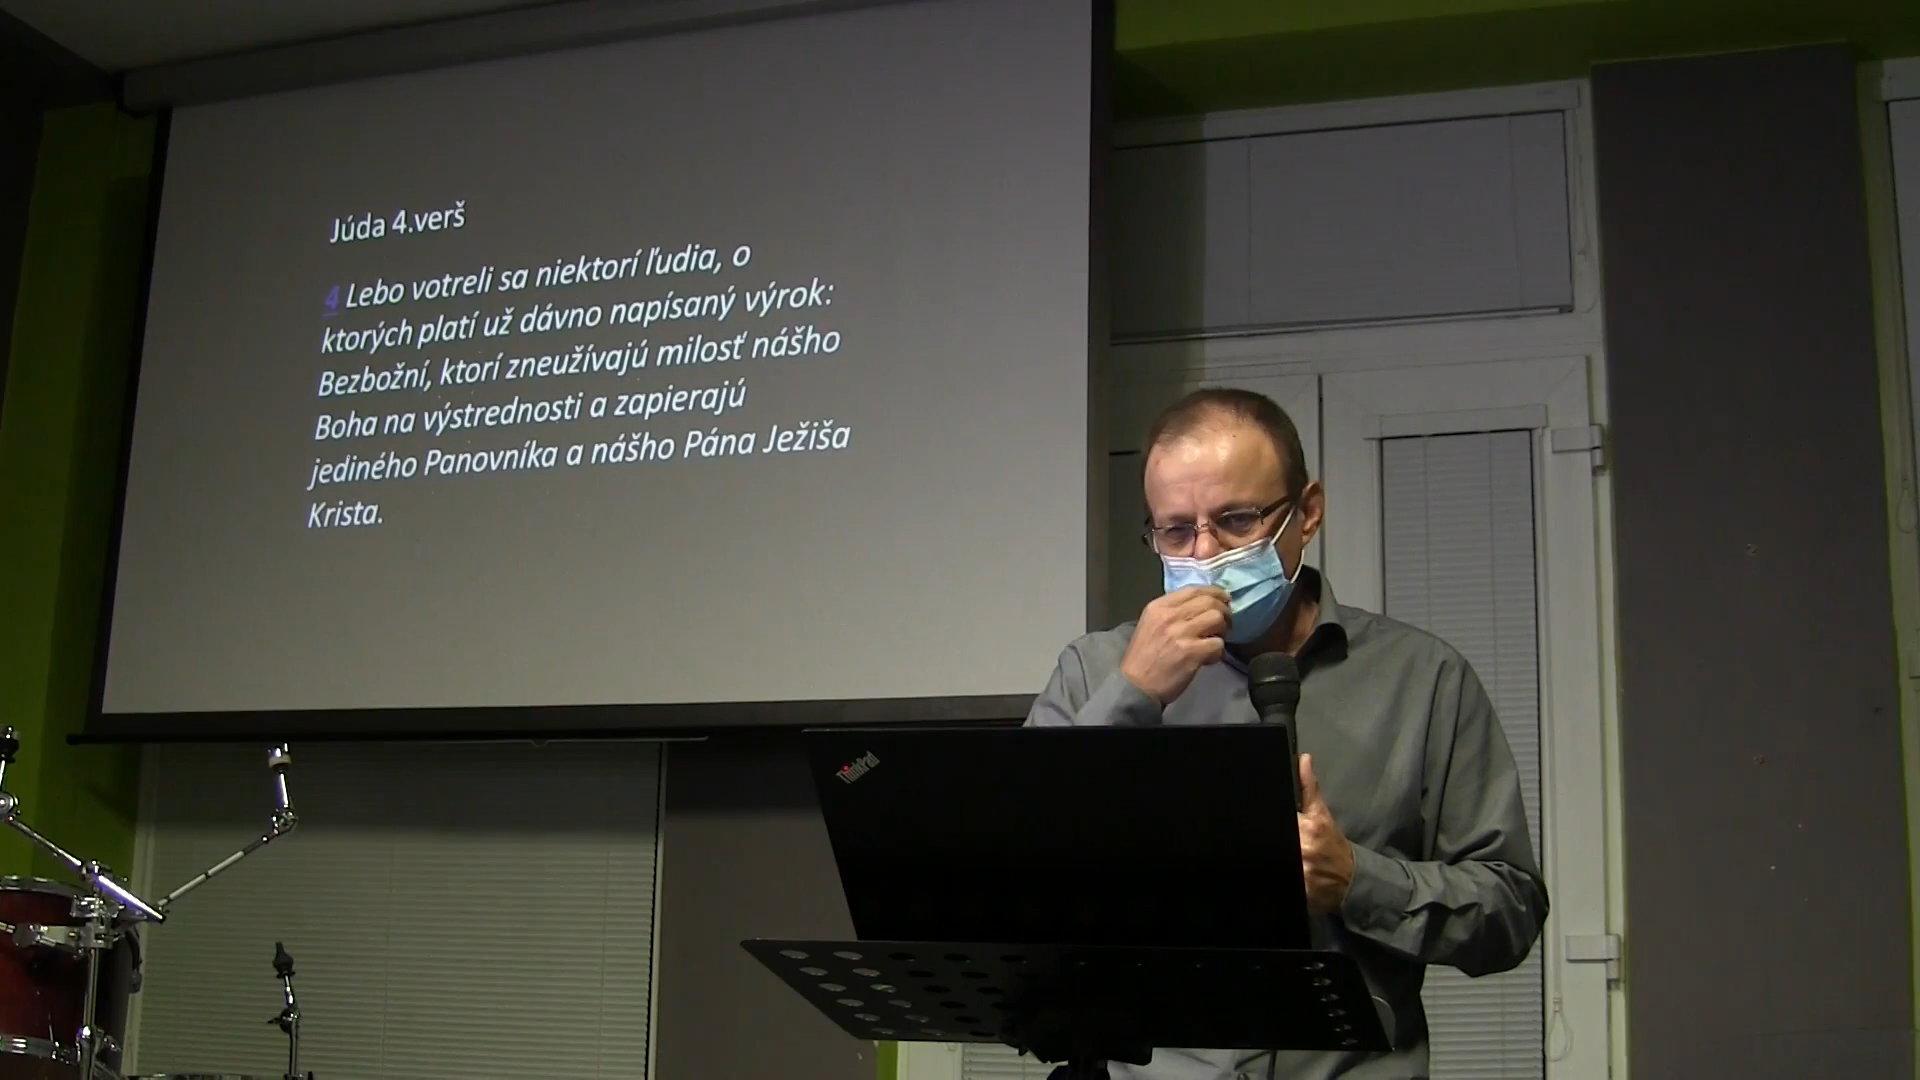 Júda 4.verš
4 Lebo votreli sa niektorí ľudia, o
ktorých platí už dávno napísaný výrok:
Bezbožní, ktorí zneužívajú milosť nášho
Boha na výstrednosti a zapierajú
jediného Panovníka a nášho Pána Ježiša
Krista.
ThinkPad